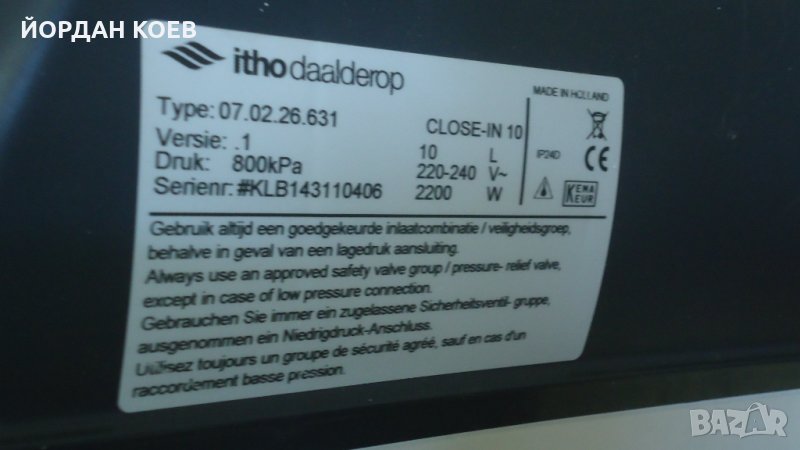 ЙОРДАН КОЕВ
ithodaalderop
MADE IN HOLLAND
Type: 07.02.26.631
CLOSE-IN 10
Versie: .1
10 L
IP24D
CE
Druk: 800kPa
220-240 V~
Serienr: #KLB143110406
2200 W
KEMA
KEUR
Gebruik altijd een goedgekeurde inlaatcombinatie / veiligheidsgroep,
behalve in geval van een lagedruk aansluiting.
Always use an approved safety valve group / pressure- relief valve,
except in case of low pressure connection.
Gebrauchen Sie immer ein zugelassene Sicherheitsventil- gruppe,
ausgenommen ein Niedrigdruck-Anschluss.
Utilisez toujours un groupe de sécurité agréé, sauf en cas d'un
raccordement basse pression.
BAZAR